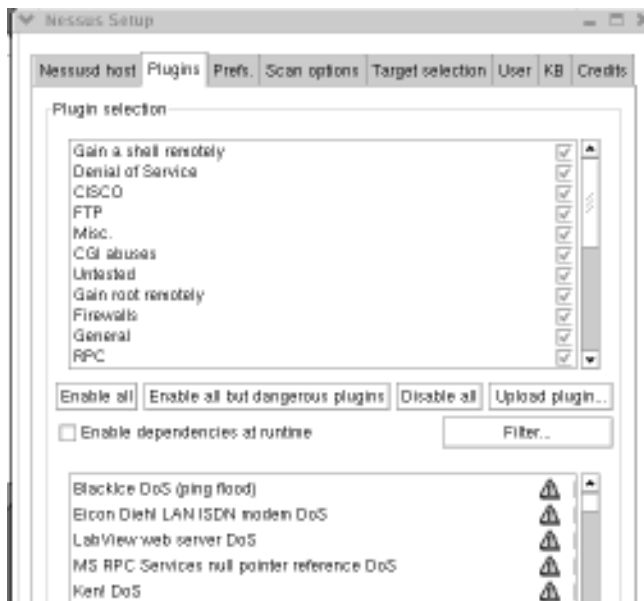 Nessus Setup
Nessusd host Plugins Prefs. Scan options Target selection User KB Credits
Plugin selection
Gain a shell remotely
Denial of Service
CISCO
FTP
Misc.
CGI abuses
Untested
Gain root remotely
Firewalls
General
RPC
Enable all Enable all but dangerous plugins Disable all Upload plugin...
Enable dependencies at runtime Filter...
BlackIce DoS (ping flood)
Eicon Diehl LAN ISDN modem DoS
LabView web server DoS
MS RPC Services null pointer reference DoS
Ken! DoS